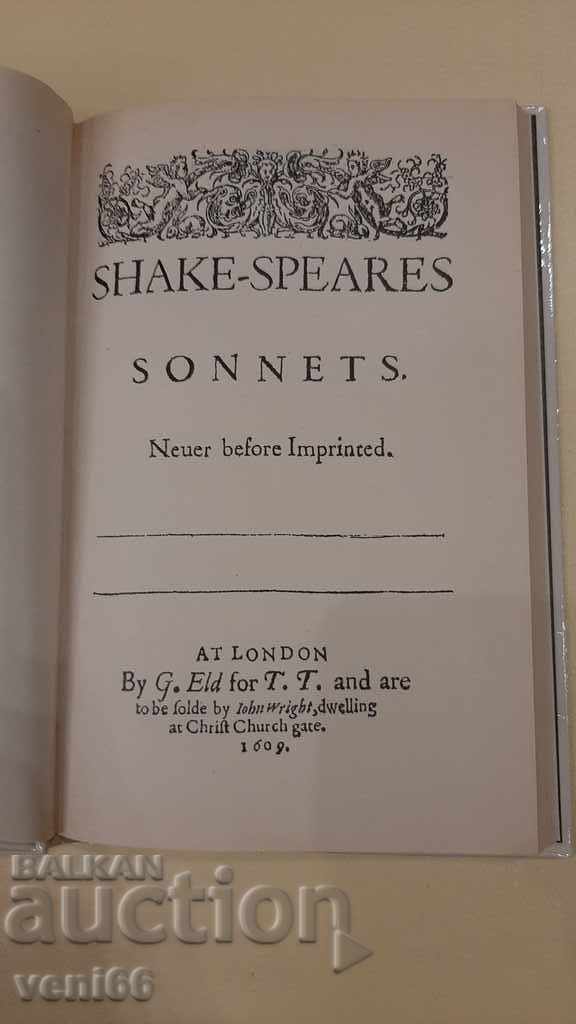 SHAKE-SPEARES
SONNETS.
Neuer before Imprinted.
AT LONDON
By G. Eld for T. T. and are
to be ſolde by Iohn Wright, dwelling
at Chriſt Church gate.
1609.
BALKAN
auction
veni66